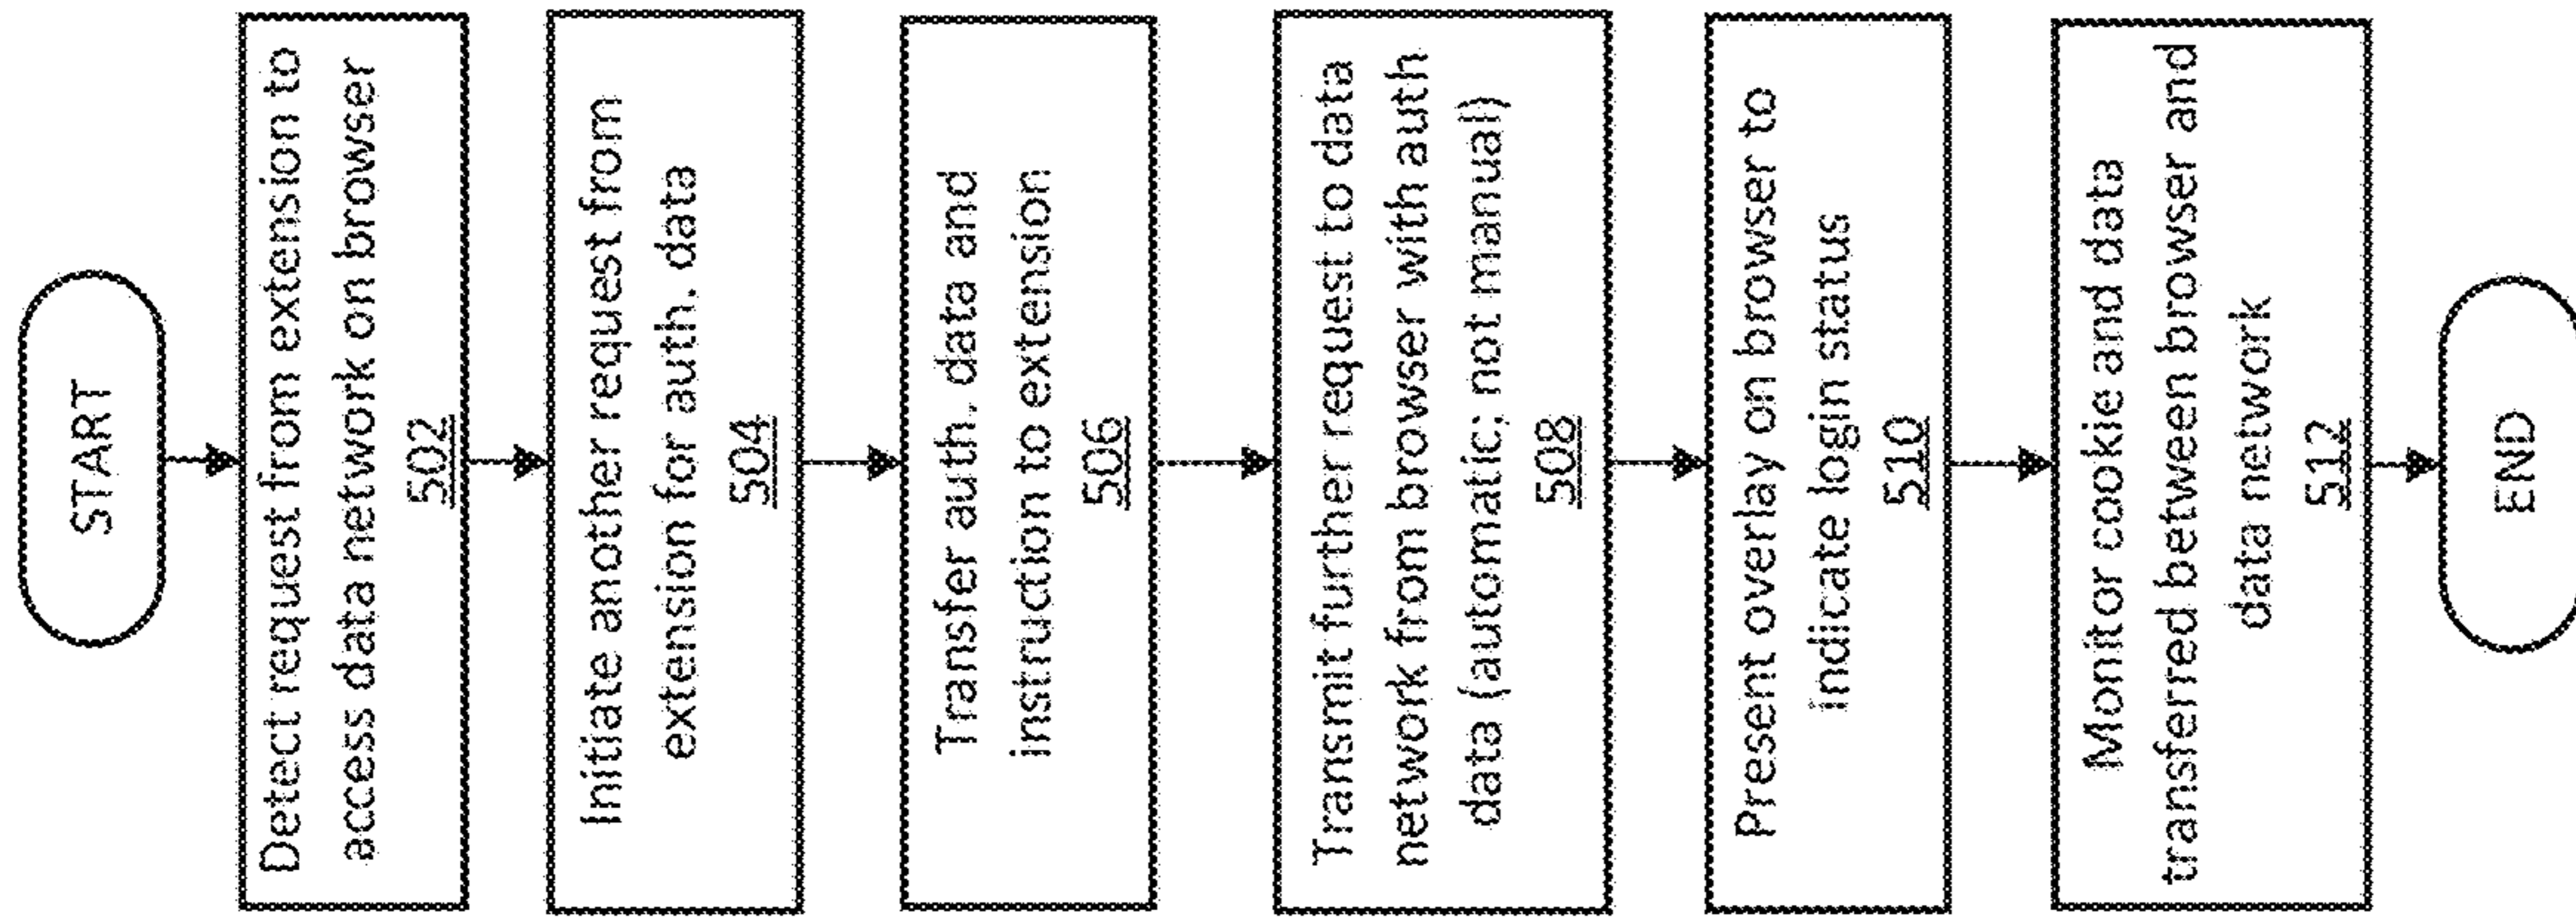 START
Detect request from extension to
access data network on browser
502
Initiate another request from
extension for auth. data
504
Transfer auth. data and
instruction to extension
506
Transmit further request to data
network from browser with auth
data (automatic; not manual)
508
Present overlay on browser to
indicate login status
510
Monitor cookie and data
transferred between browser and
data network
512
END